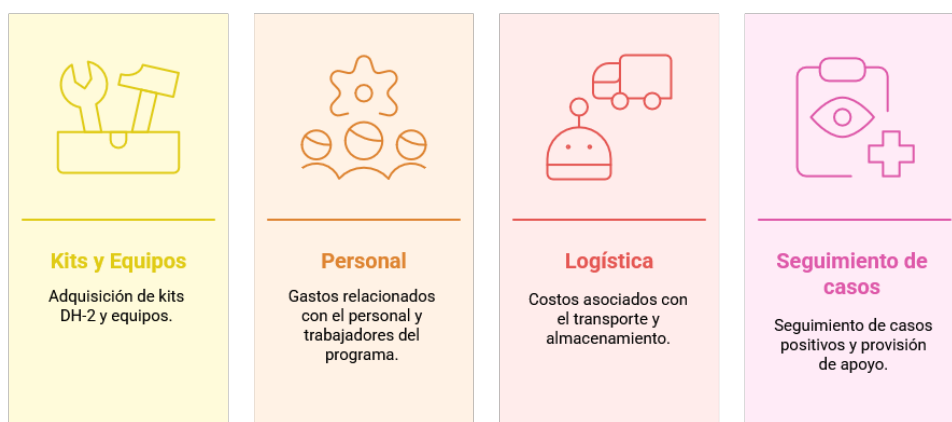 Kits y Equipos
Adquisición de kits
DH-2 y equipos.
Personal
Gastos relacionados
con el personal y
trabajadores del
programa.
Logística
Costos asociados con
el transporte y
almacenamiento.
Seguimiento de
casos
Seguimiento de casos
positivos y provisión
de apoyo.